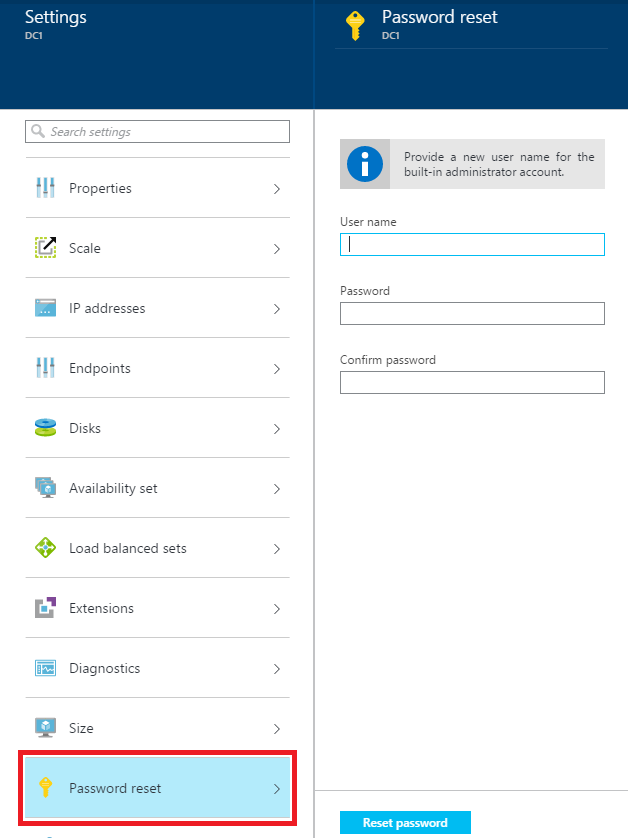 Settings
DC1
Search settings
Properties
Scale
IP addresses
Endpoints
Disks
Availability set
Load balanced sets
Extensions
Diagnostics
Size
Password reset
Password reset
DC1
Provide a new user name for the
built-in administrator account.
User name
Password
Confirm password
Reset password